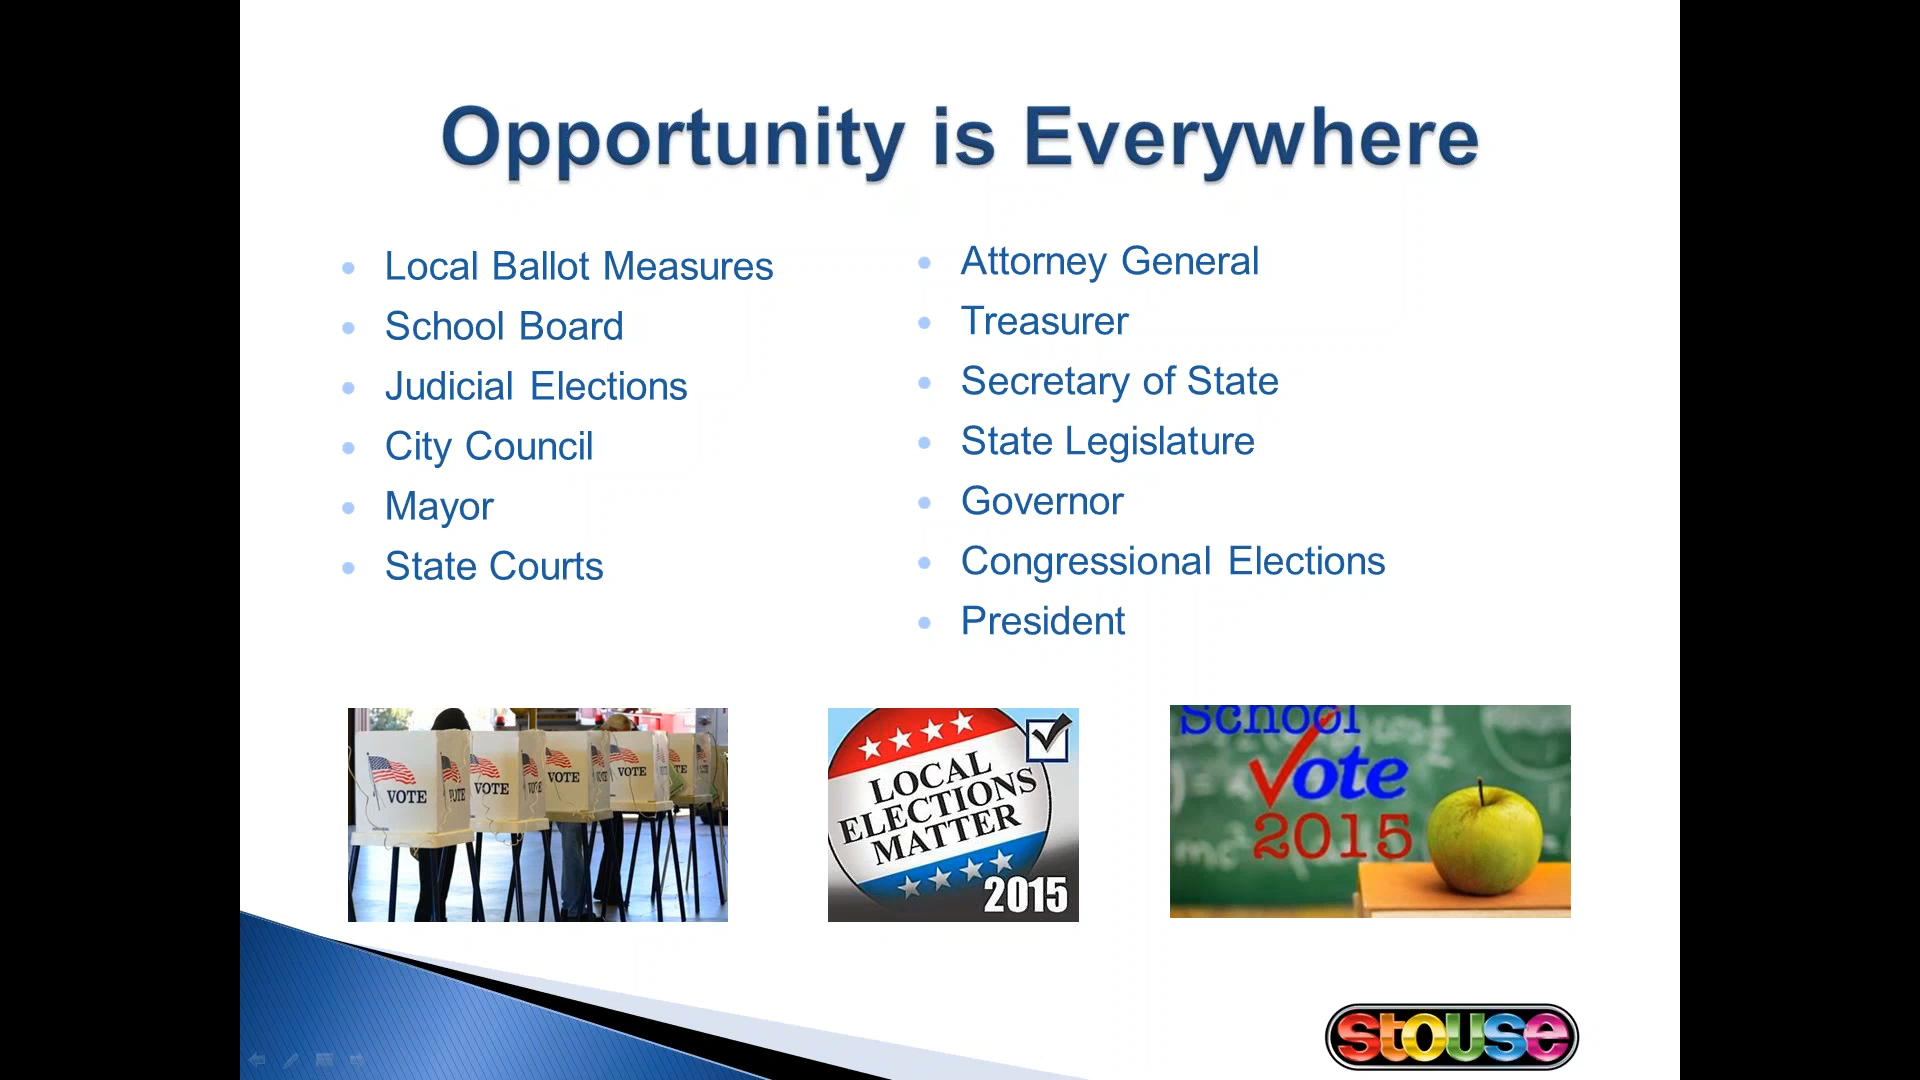 Opportunity is Everywhere
Local Ballot Measures
School Board
Judicial Elections
City Council
Mayor
State Courts
Attorney General
Treasurer
Secretary of State
State Legislature
Governor
Congressional Elections
President
VOTE
VOTE
VOTE
VOTE
VOTE
LOCAL
ELECTIONS
MATTER
2015
School
Vote
2015
mc²
stouse